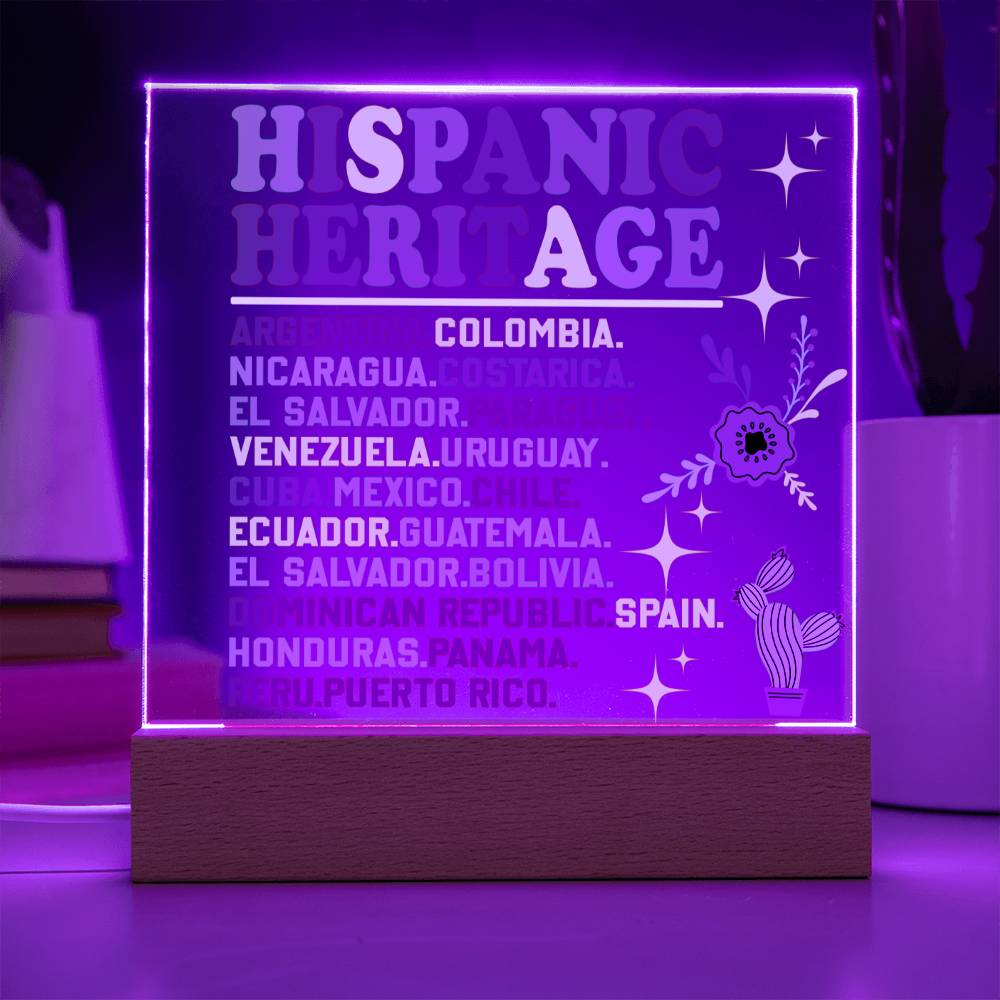 HISPANIC
HERITAGE
ARGENTINA.COLOMBIA.
NICARAGUA.COSTARICA.
EL SALVADOR.PARAGUAY.
VENEZUELA.URUGUAY.
CUBA.MEXICO.CHILE.
ECUADOR.GUATEMALA.
EL SALVADOR.BOLIVIA.
DOMINICAN REPUBLIC.SPAIN.
HONDURAS.PANAMA.
PERU.PUERTO RICO.